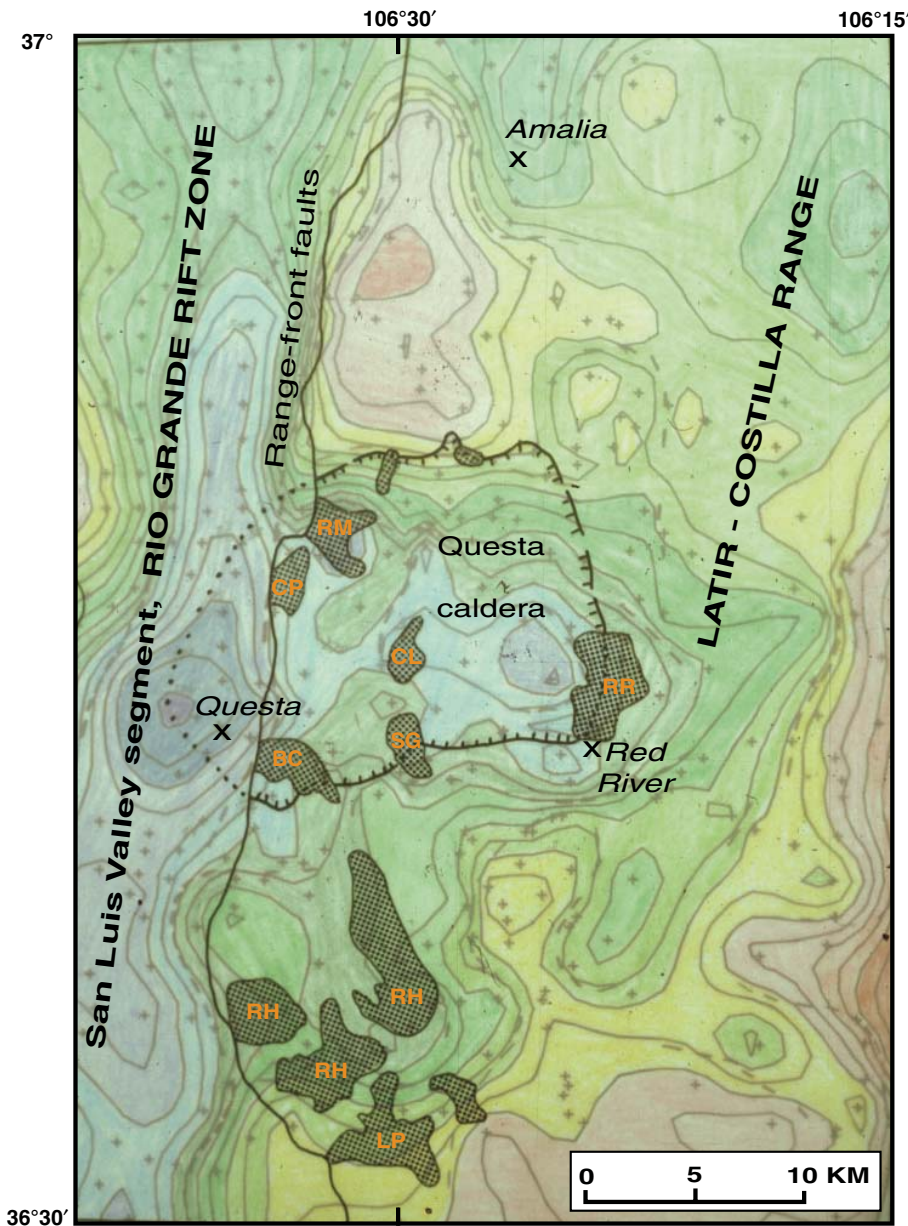 106°30′
106°15′
37°
Amalia
x
San Luis Valley segment, RIO GRANDE RIFT ZONE
Range-front faults
LATIR - COSTILLA RANGE
RM
Questa
CP
caldera
CL
RR
Questa
x
SG
BC
x Red
River
RH
RH
RH
LP
0 5 10 KM
36°30′